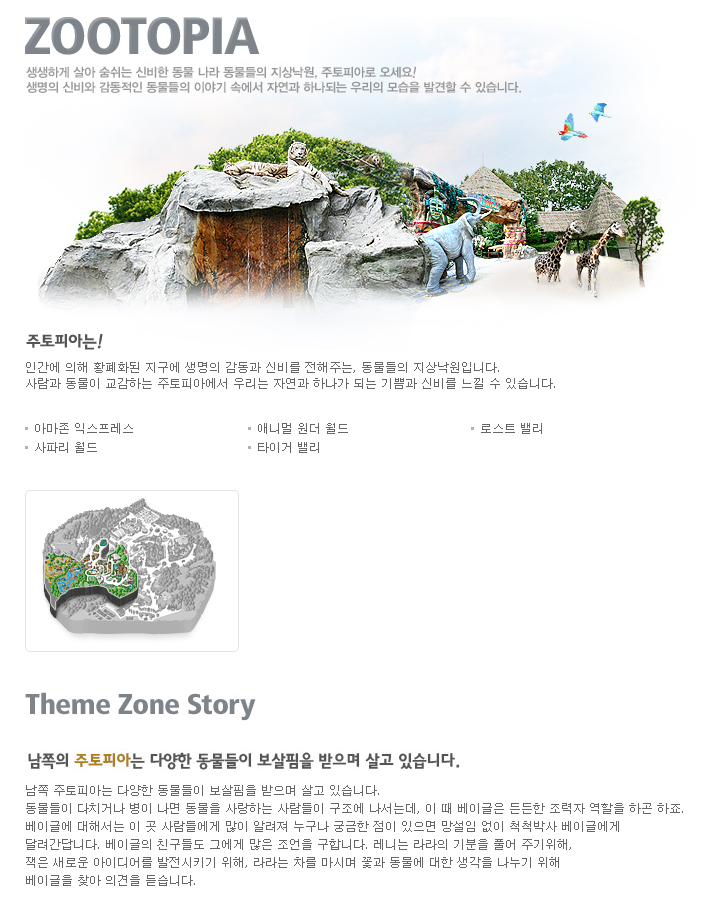 ZOOTOPIA
생생하게 살아 숨쉬는 신비한 동물 나라 동물들의 지상낙원, 주토피아로 오세요!
생명의 신비와 감동적인 동물들의 이야기 속에서 자연과 하나되는 우리의 모습을 발견할 수 있습니다.
주토피아는!
인간에 의해 황폐화된 지구에 생명의 감동과 신비를 전해주는, 동물들의 지상낙원입니다.
사람과 동물이 교감하는 주토피아에서 우리는 자연과 하나가 되는 기쁨과 신비를 느낄 수 있습니다.
아마존 익스프레스 애니멀 원더 월드 로스트 밸리
사파리 월드 타이거 밸리
Theme Zone Story
남쪽의 주토피아는 다양한 동물들이 보살핌을 받으며 살고 있습니다.
남쪽 주토피아는 다양한 동물들이 보살핌을 받으며 살고 있습니다.
동물들이 다치거나 병이 나면 동물을 사랑하는 사람들이 구조에 나서는데, 이 때 베이글은 든든한 조력자 역할을 하곤 하죠.
베이글에 대해서는 이 곳 사람들에게 많이 알려져 누구나 궁금한 점이 있으면 망설임 없이 척척박사 베이글에게
달려간답니다. 베이글의 친구들도 그에게 많은 조언을 구합니다. 레니는 라라의 기분을 풀어 주기위해,
잭은 새로운 아이디어를 발전시키기 위해, 라라는 차를 마시며 꽃과 동물에 대한 생각을 나누기 위해
베이글을 찾아 의견을 듣습니다.